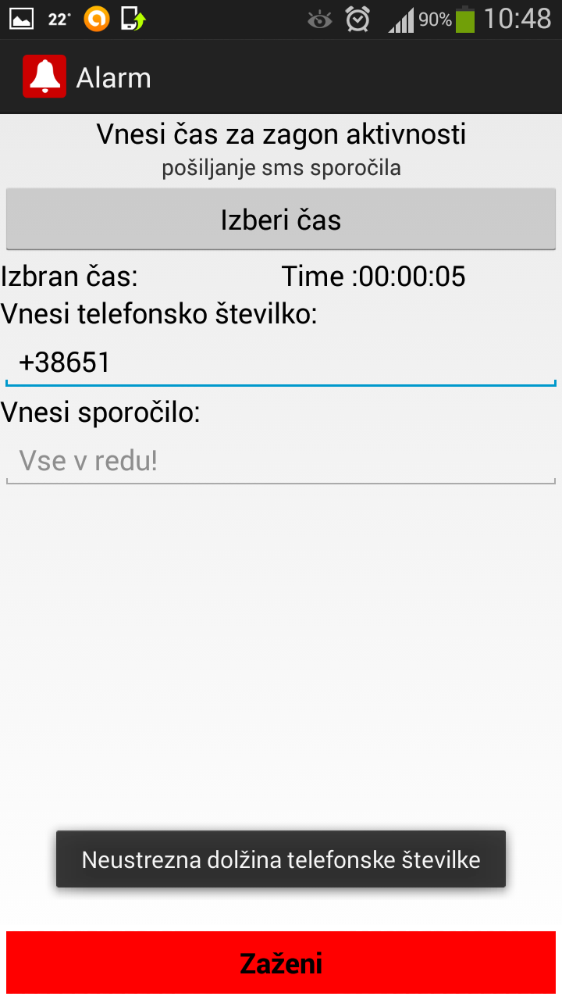 22° 90% 10:48
Alarm
Vnesi čas za zagon aktivnosti
pošiljanje sms sporočila
Izberi čas
Izbran čas: Time :00:00:05
Vnesi telefonsko številko:
+38651
Vnesi sporočilo:
Vse v redu!
Neustrezna dolžina telefonske številke
Zaženi